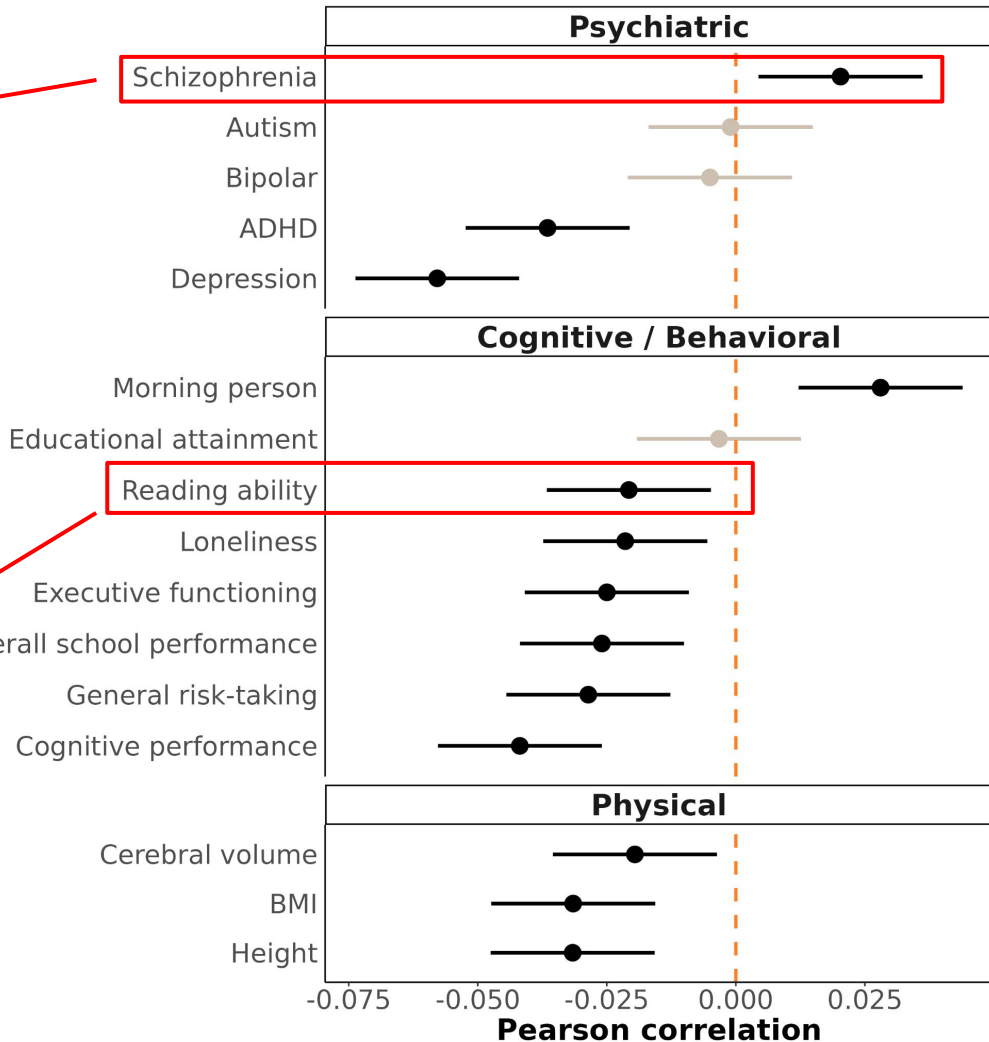 Psychiatric
Schizophrenia
Autism
Bipolar
ADHD
Depression
Cognitive / Behavioral
Morning person
Educational attainment
Reading ability
Loneliness
Executive functioning
erall school performance
General risk-taking
Cognitive performance
Physical
Cerebral volume
BMI
Height
-0.075 -0.050 -0.025 0.000 0.025
Pearson correlation